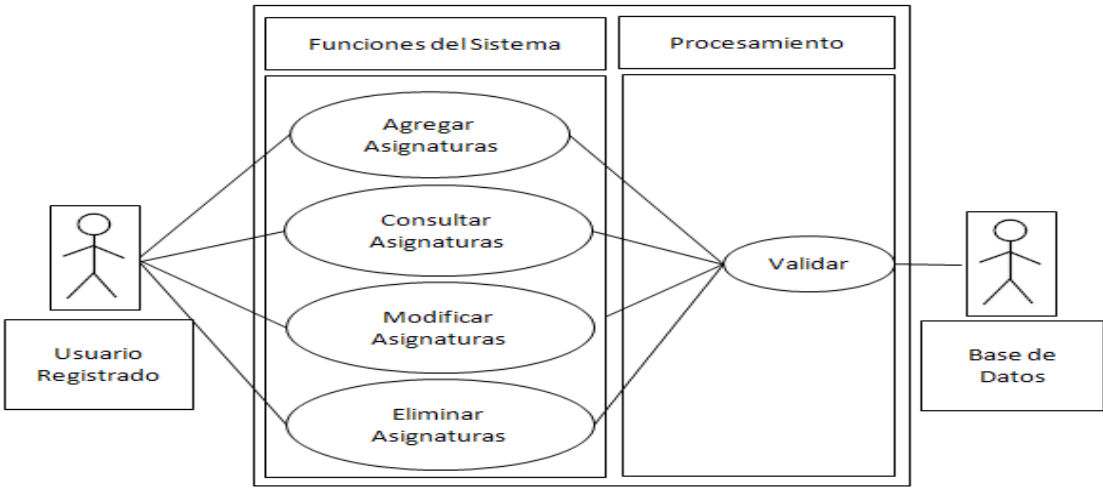 Funciones del Sistema
Procesamiento
Agregar
Asignaturas
Consultar
Asignaturas
Modificar
Asignaturas
Eliminar
Asignaturas
Validar
Usuario
Registrado
Base de
Datos